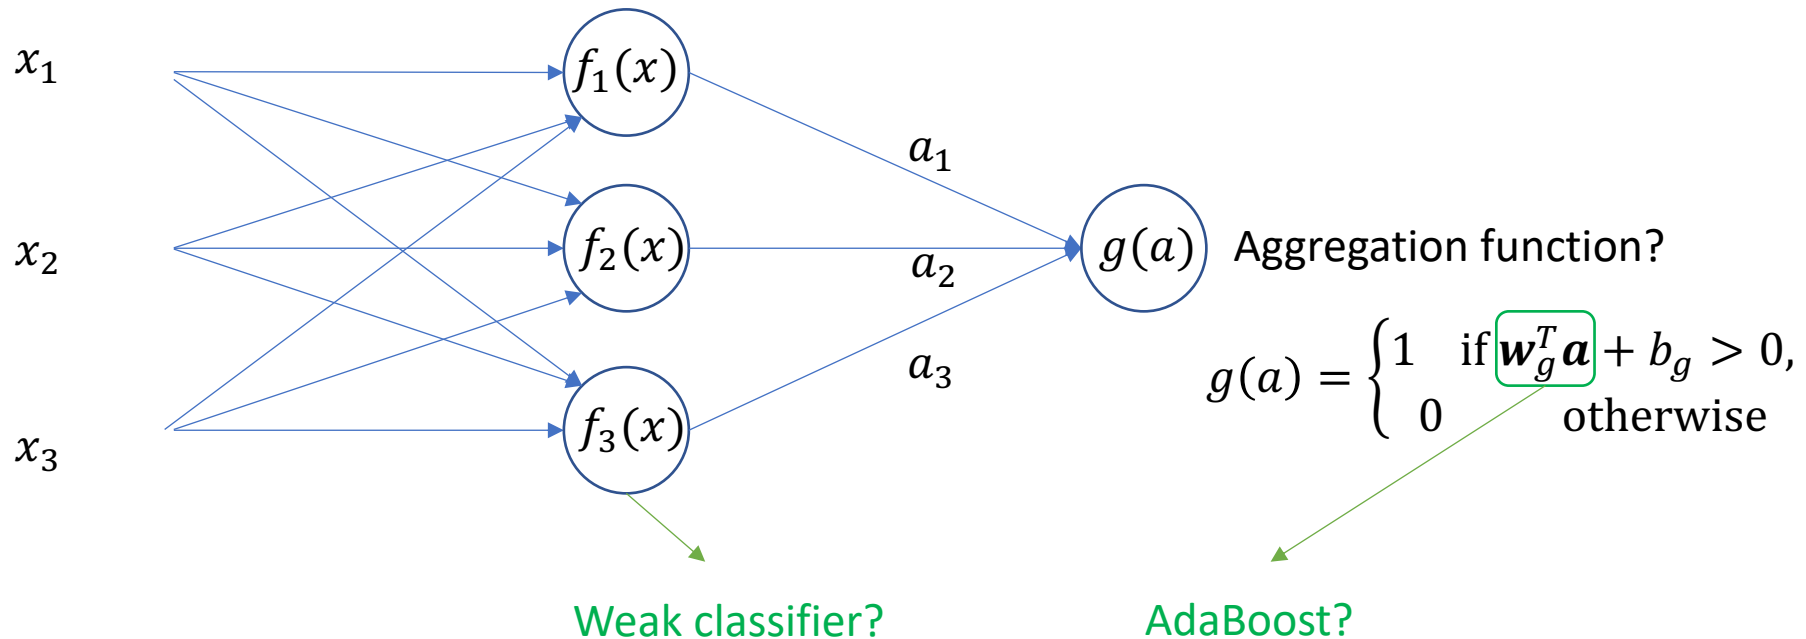 x₁
f₁(x)
a₁
x₂
f₂(x)
a₂
g(a)
Aggregation function?
g(a) = {1 if w_g^T a + b_g > 0,
0 otherwise
a₃
x₃
f₃(x)
Weak classifier?
AdaBoost?